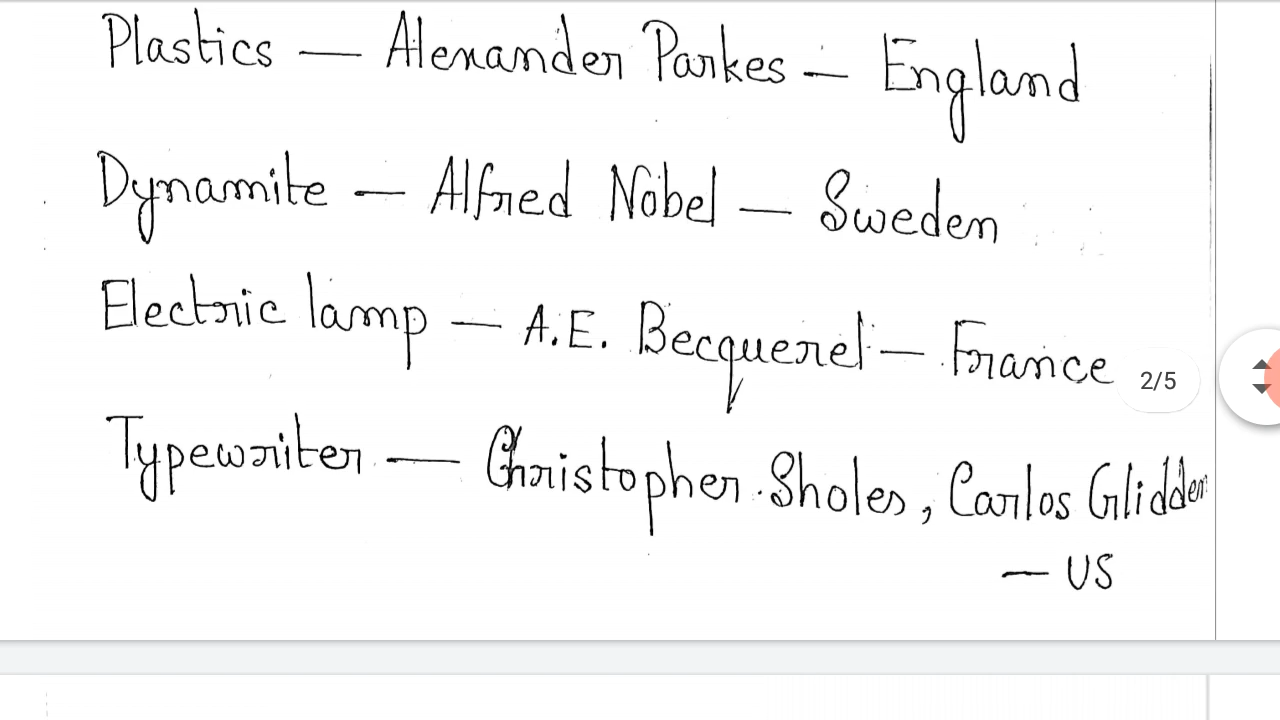 Plastics — Alexander Parkes — England
Dynamite — Alfred Nobel — Sweden
Electric lamp — A.E. Becquerel — France
2/5
Typewriter — Christopher Sholes, Carlos Glidden
— US